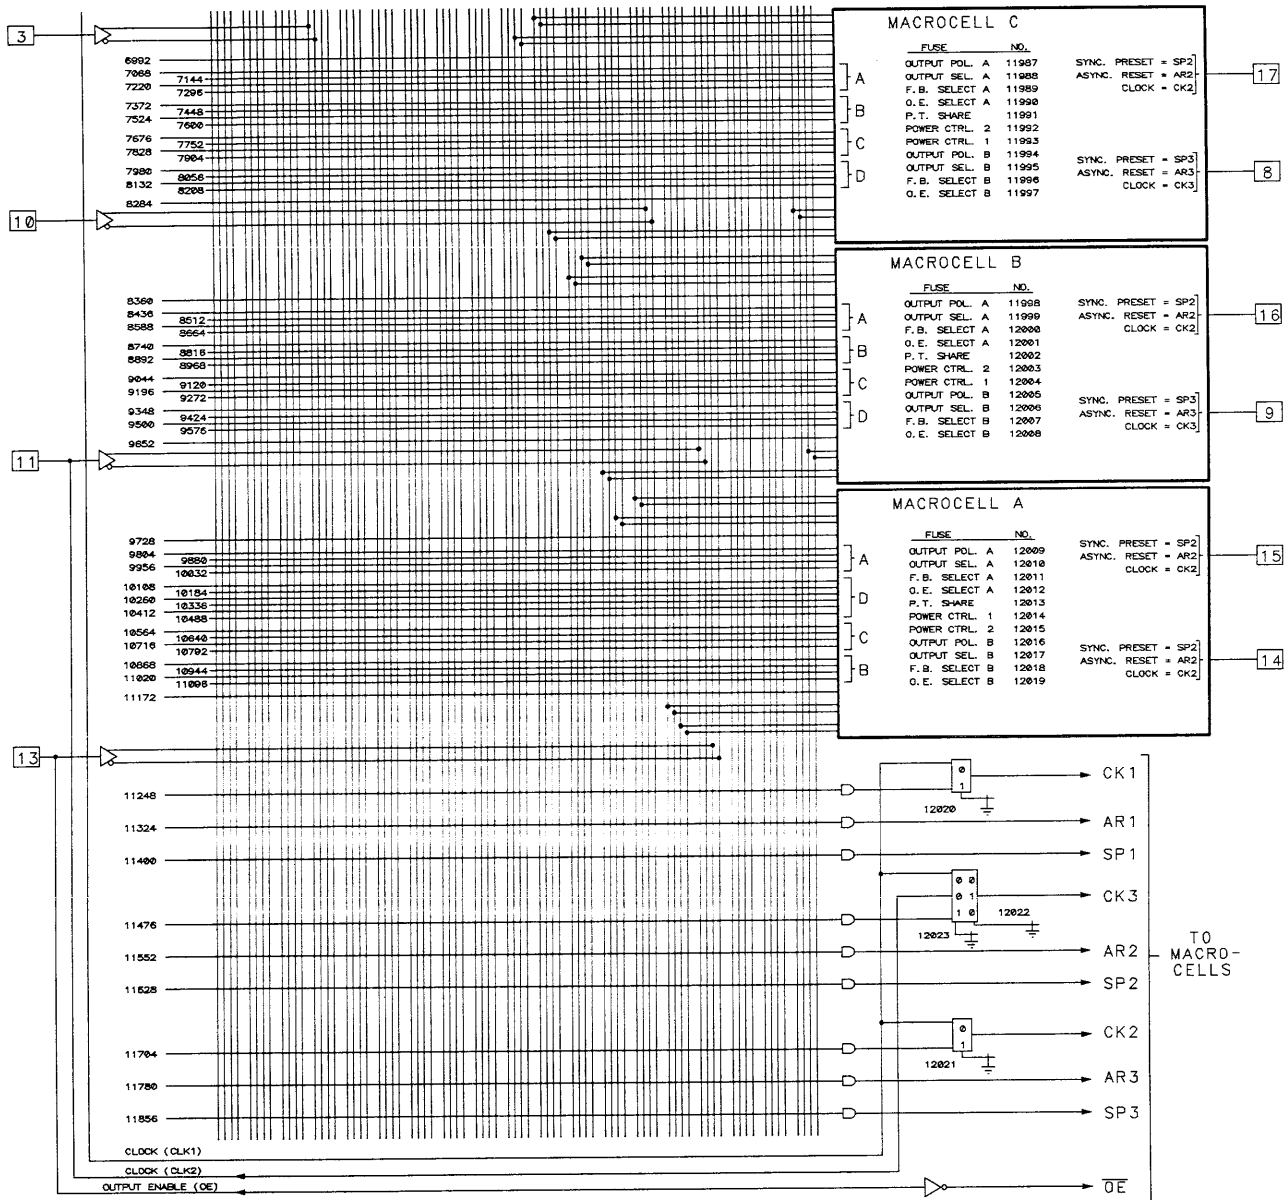 MACROCELL C
3
FUSE NO.
6992
7068
7144
7220
7296
7372
7448
7524
7600
7676
7752
7828
7904
7980
8056
8132
8208
8284
A
B
C
D
OUTPUT POL. A 11987
OUTPUT SEL. A 11988
F.B. SELECT A 11989
O.E. SELECT A 11990
P.T. SHARE 11991
POWER CTRL. 2 11992
POWER CTRL. 1 11993
OUTPUT POL. B 11994
OUTPUT SEL. B 11995
F.B. SELECT B 11996
O.E. SELECT B 11997
SYNC. PRESET = SP2
ASYNC. RESET = AR2
CLOCK = CK2
17
SYNC. PRESET = SP3
ASYNC. RESET = AR3
CLOCK = CK3
8
10
MACROCELL B
FUSE NO.
8360
8436
8512
8588
8664
8740
8816
8892
8968
9044
9120
9196
9272
9348
9424
9500
9576
9652
A
B
C
D
OUTPUT POL. A 11998
OUTPUT SEL. A 11999
F.B. SELECT A 12000
O.E. SELECT A 12001
P.T. SHARE 12002
POWER CTRL. 2 12003
POWER CTRL. 1 12004
OUTPUT POL. B 12005
OUTPUT SEL. B 12006
F.B. SELECT B 12007
O.E. SELECT B 12008
SYNC. PRESET = SP2
ASYNC. RESET = AR2
CLOCK = CK2
16
SYNC. PRESET = SP3
ASYNC. RESET = AR3
CLOCK = CK3
9
11
MACROCELL A
FUSE NO.
9728
9804
9880
9956
10032
10108
10184
10260
10336
10412
10488
10564
10640
10716
10792
10868
10944
11020
11096
11172
A
D
C
B
OUTPUT POL. A 12009
OUTPUT SEL. A 12010
F.B. SELECT A 12011
O.E. SELECT A 12012
P.T. SHARE 12013
POWER CTRL. 1 12014
POWER CTRL. 2 12015
OUTPUT POL. B 12016
OUTPUT SEL. B 12017
F.B. SELECT B 12018
O.E. SELECT B 12019
SYNC. PRESET = SP2
ASYNC. RESET = AR2
CLOCK = CK2
15
SYNC. PRESET = SP2
ASYNC. RESET = AR2
CLOCK = CK2
14
13
11248
0
1
12020
CK1
11324
AR1
11400
SP1
11476
0 0
0 1
1 0
12022
12023
CK3
11552
AR2
11628
SP2
11704
0
1
12021
CK2
11780
AR3
11856
SP3
TO
MACRO-
CELLS
CLOCK (CLK1)
CLOCK (CLK2)
OUTPUT ENABLE (OE)
OE